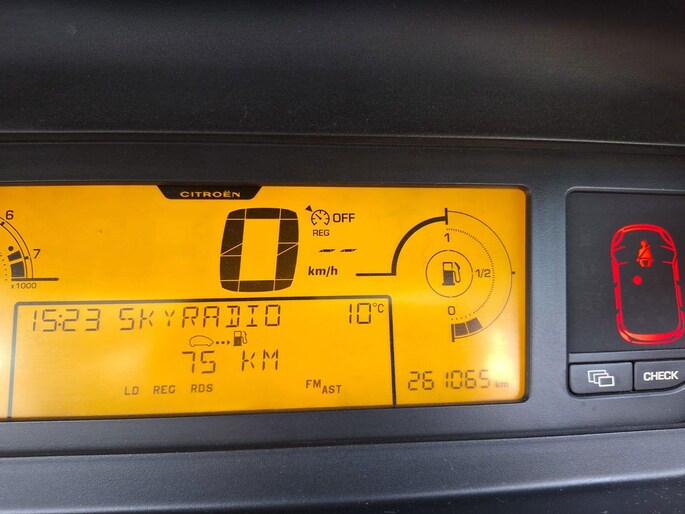 CITROËN
6
7
x1000
0
OFF
REG
--
km/h
1
1/2
0
15:23 SKYRADIO 10°C
75 KM
LD REG RDS FM AST
261065 km
CHECK